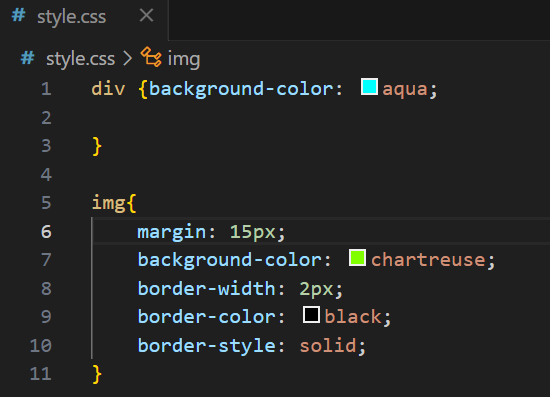 # style.css ×
# style.css > img
1 div {background-color: aqua;
2
3 }
4
5 img{
6 margin: 15px;
7 background-color: chartreuse;
8 border-width: 2px;
9 border-color: black;
10 border-style: solid;
11 }